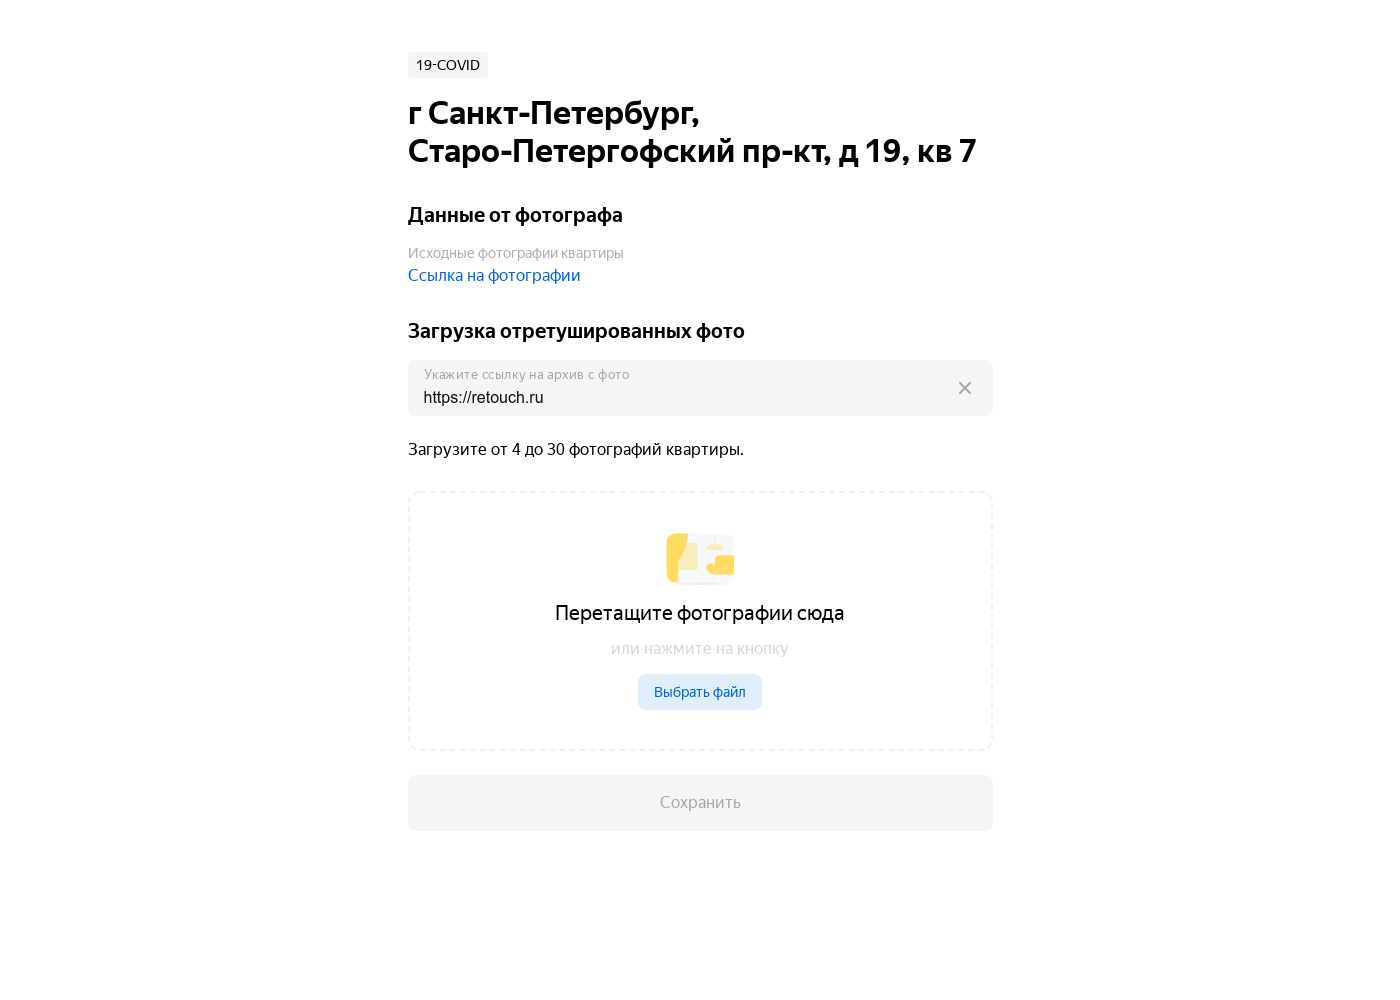 19-COVID
г Санкт-Петербург,
Старо-Петергофский пр-кт, д 19, кв 7
Данные от фотографа
Исходные фотографии квартиры
Ссылка на фотографии
Загрузка отретушированных фото
Укажите ссылку на архив с фото
https://retouch.ru
Загрузите от 4 до 30 фотографий квартиры.
Перетащите фотографии сюда
или нажмите на кнопку
Выбрать файл
Сохранить